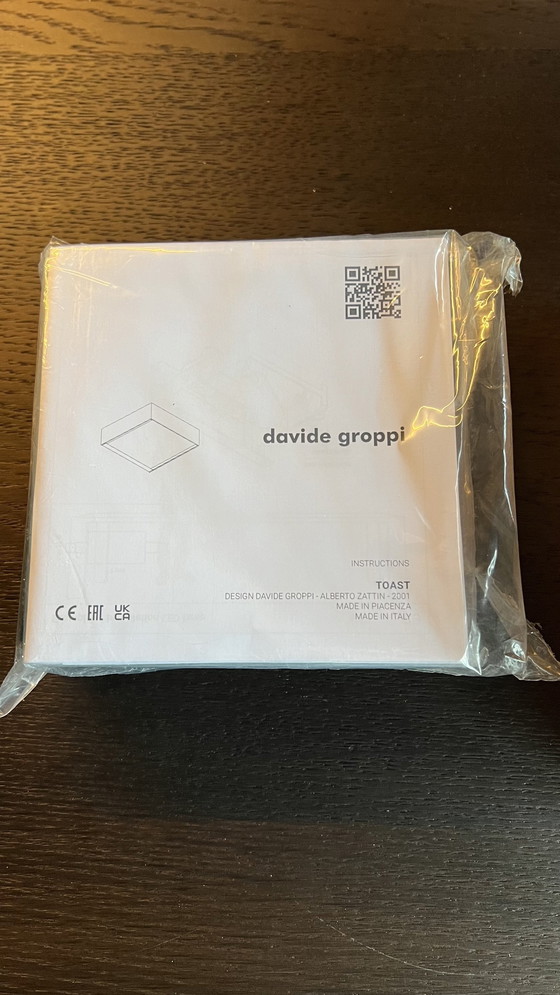 davide groppi
INSTRUCTIONS
TOAST
DESIGN DAVIDE GROPPI - ALBERTO ZATTIN - 2001
MADE IN PIACENZA
MADE IN ITALY
CE EAC UK
CA